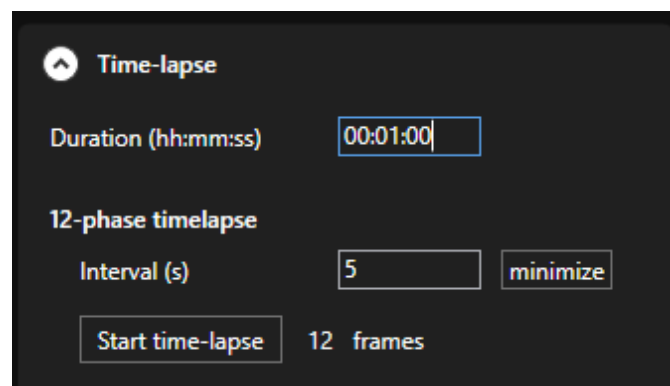 Time-lapse
Duration (hh:mm:ss) 00:01:00
12-phase timelapse
Interval (s) 5 minimize
Start time-lapse 12 frames